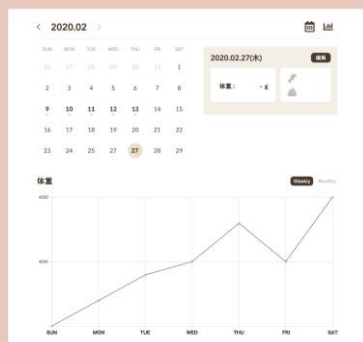 < 2020.02 >
SUN MON TUE WED THU FRI SAT
26 27 28 29 30 31 1
2 3 4 5 6 7 8
9 10 11 12 13 14 15
16 17 18 19 20 21 22
23 24 25 27 27 28 29
2020.02.27(木) 編集
体重: - g
体重
Weekly Monthly
SUN MON TUE WED THU FRI SAT